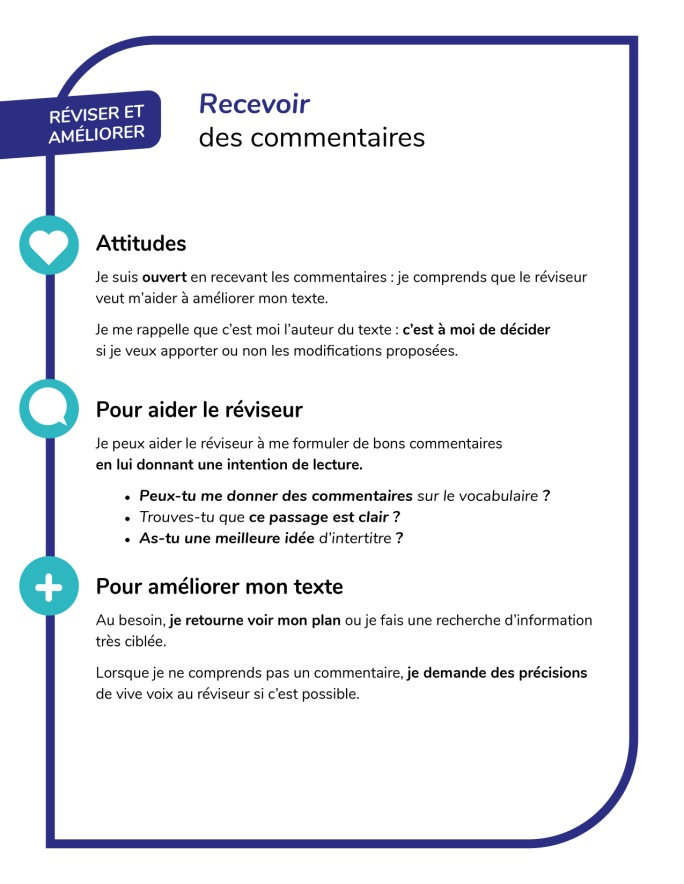 RÉVISER ET
AMÉLIORER
Recevoir
des commentaires
Attitudes
Je suis ouvert en recevant les commentaires : je comprends que le réviseur
veut m'aider à améliorer mon texte.
Je me rappelle que c'est moi l'auteur du texte : c'est à moi de décider
si je veux apporter ou non les modifications proposées.
Pour aider le réviseur
Je peux aider le réviseur à me formuler de bons commentaires
en lui donnant une intention de lecture.
• Peux-tu me donner des commentaires sur le vocabulaire ?
• Trouves-tu que ce passage est clair ?
• As-tu une meilleure idée d'intertitre ?
Pour améliorer mon texte
Au besoin, je retourne voir mon plan ou je fais une recherche d'information
très ciblée.
Lorsque je ne comprends pas un commentaire, je demande des précisions
de vive voix au réviseur si c'est possible.